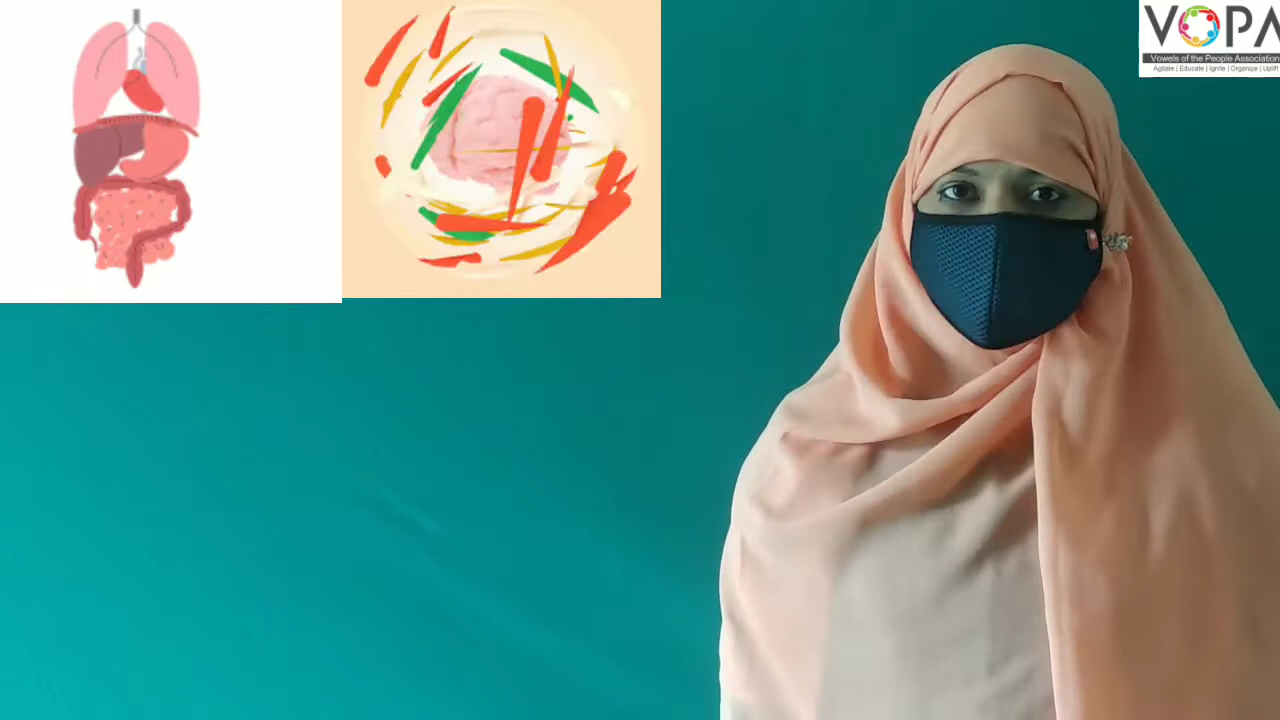 VOPA
Vowels of the People Association
Agitate | Educate | Ignite | Organize | Uplift